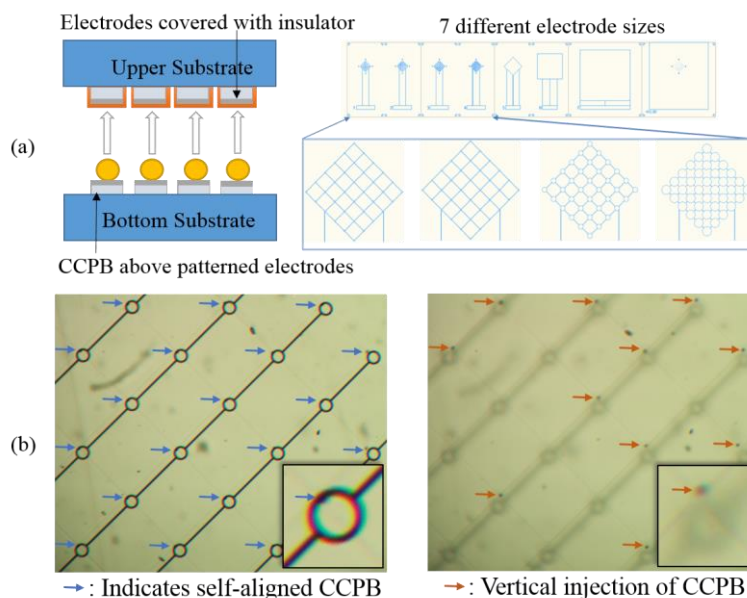 Electrodes covered with insulator
7 different electrode sizes
Upper Substrate
(a)
Bottom Substrate
CCPB above patterned electrodes
(b)
: Indicates self-aligned CCPB
: Vertical injection of CCPB